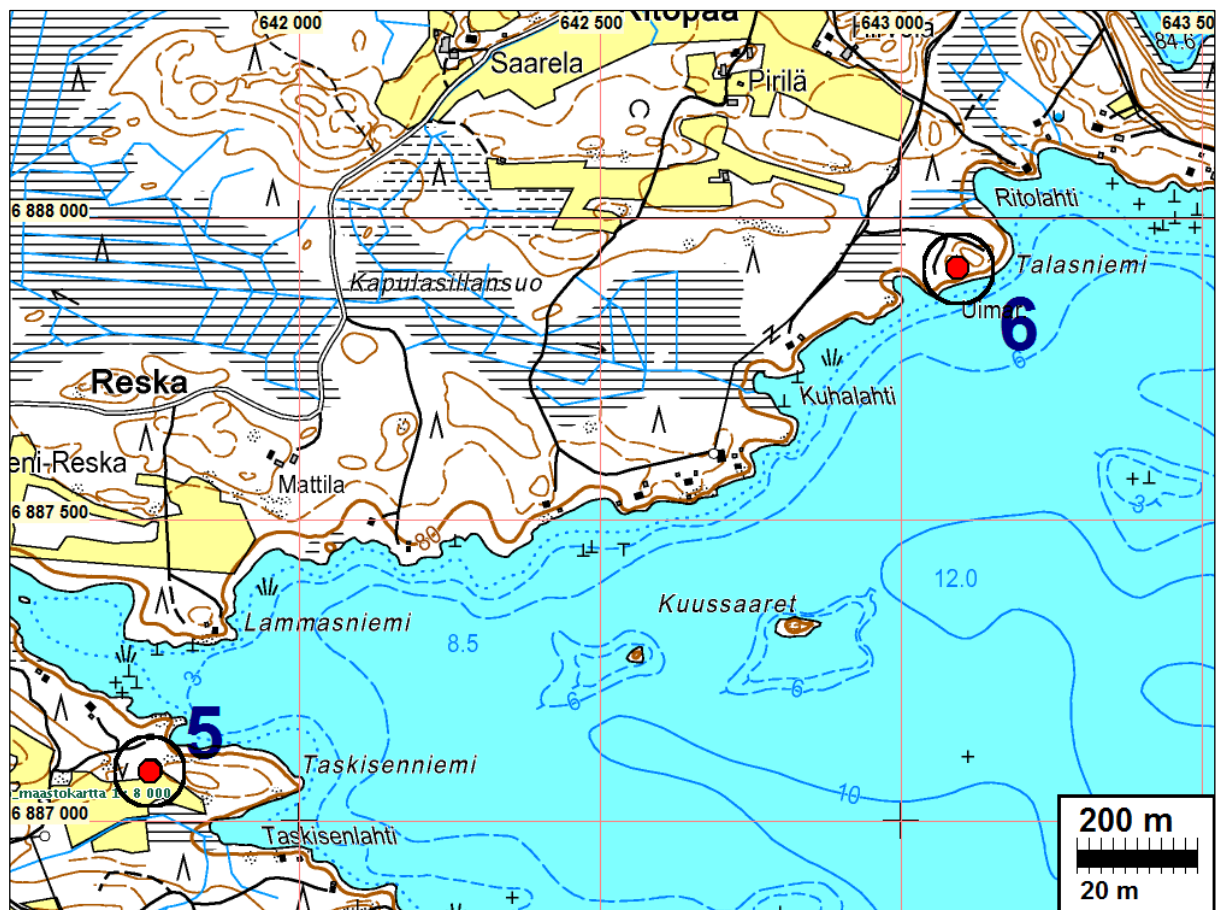 642 000
642 500
643 000
643 50
Ritopää
Saarela
Pirilä
84.6
Ritolahti
6 888 000
Talasniemi
Kapulasillansuo
Uimar
6
6
Reska
Kuhalahti
eni-Reska
Mattila
3
6 887 500
80
12.0
Kuussaaret
Lammasniemi
8.5
3
6
6
5
Taskisenniemi
_maastokartta 1 : 8 000
10
6 887 000
200 m
Taskisenlahti
20 m